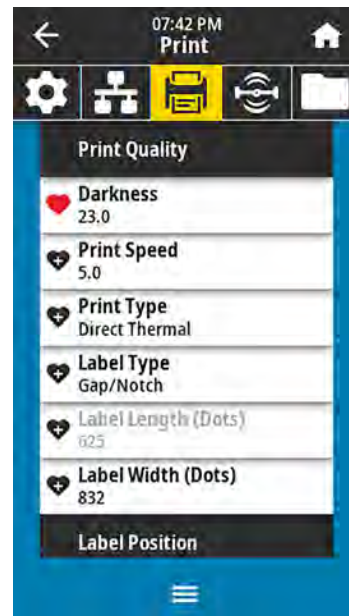 07:42 PM
Print
Print Quality
Darkness
23.0
Print Speed
5.0
Print Type
Direct Thermal
Label Type
Gap/Notch
Label Length (Dots)
625
Label Width (Dots)
832
Label Position